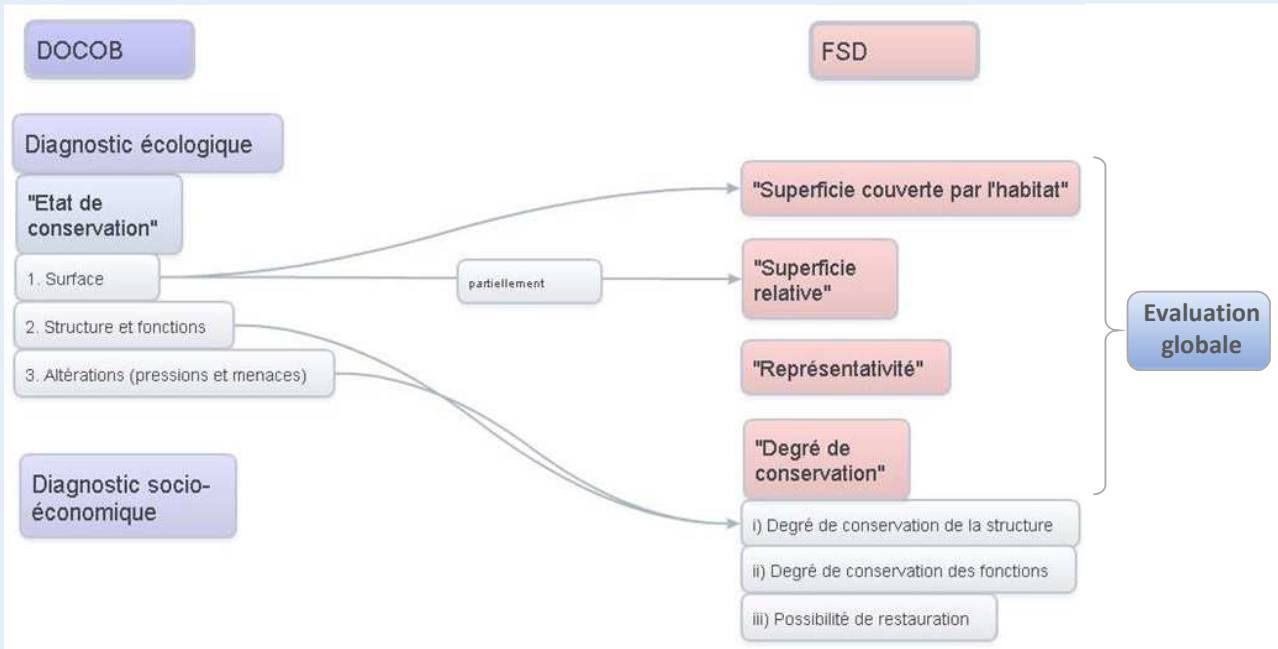 DOCOB
FSD
Diagnostic écologique
"Etat de
conservation"
1. Surface
2. Structure et fonctions
3. Altérations (pressions et menaces)
Diagnostic socio-
économique
partiellement
"Superficie couverte par l'habitat"
"Superficie
relative"
"Représentativité"
"Degré de
conservation"
i) Degré de conservation de la structure
ii) Degré de conservation des fonctions
iii) Possibilité de restauration
Evaluation
globale